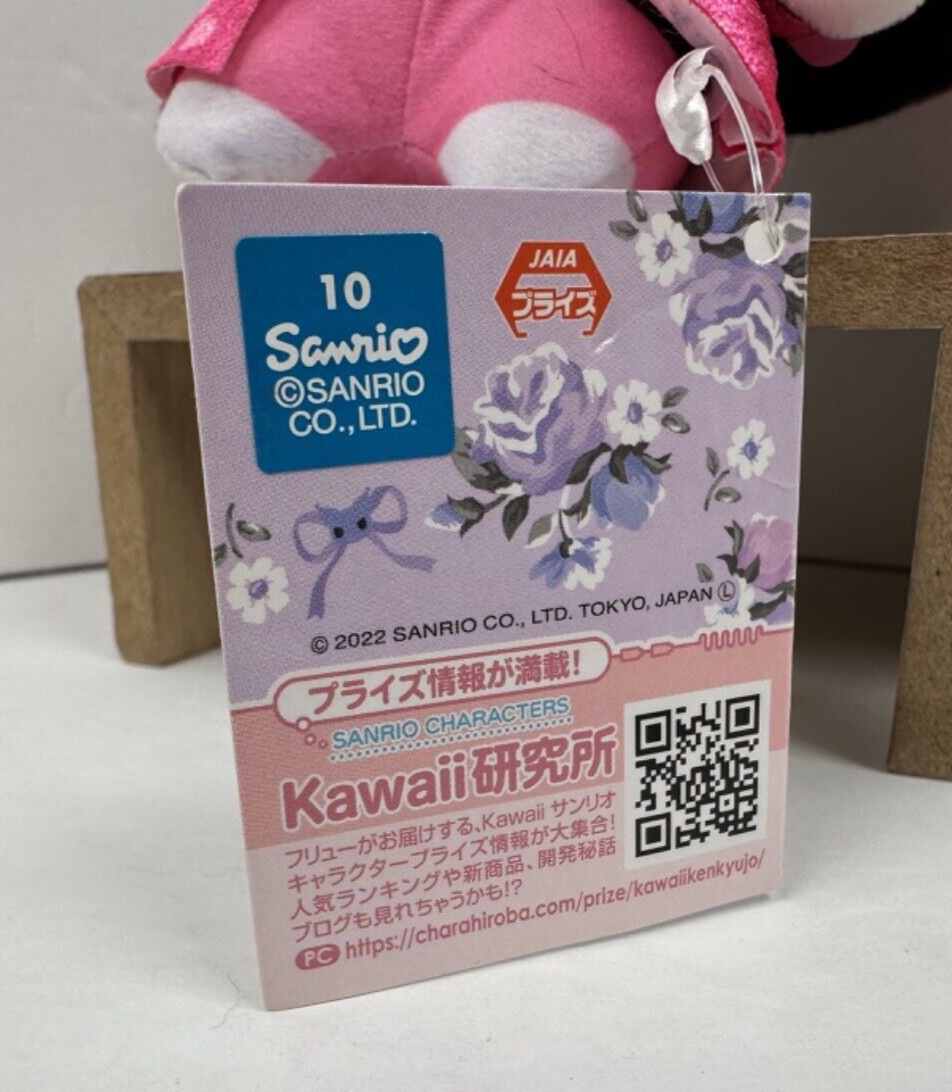 10
Sanrio
©SANRIO
CO.,LTD.
JAIA
プライズ
© 2022 SANRIO CO., LTD. TOKYO, JAPAN Ⓛ
プライズ情報が満載！
SANRIO CHARACTERS
Kawaii研究所
フリューがお届けする、Kawaii サンリオ
キャラクタープライズ情報が大集合！
人気ランキングや新商品、開発秘話
ブログも見れちゃうかも！？
PC https://charahiroba.com/prize/kawaiikenkyujo/